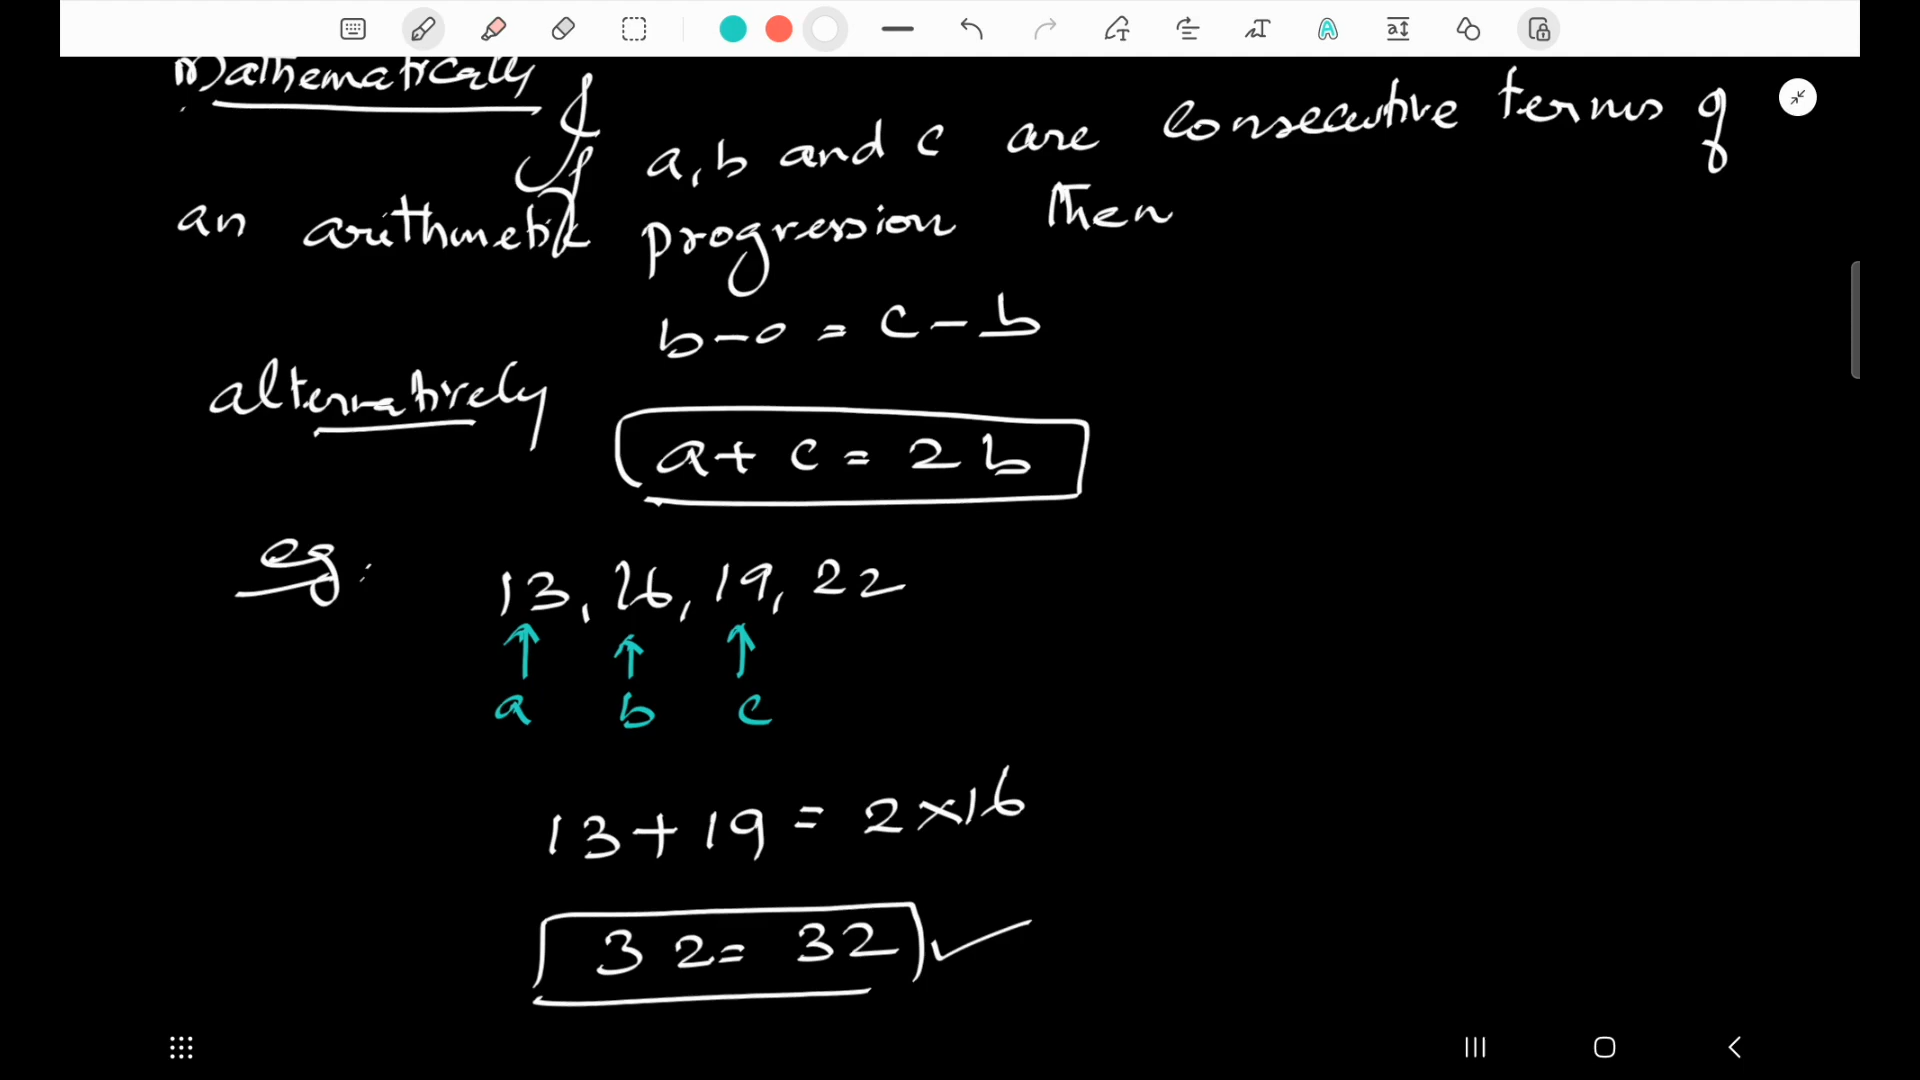 Mathematically
If a, b and c are consecutive terms of
an arithmetic progression then
b-a = c-b
alternatively
a+c = 2b
eg: 13, 16, 19, 22
a b c
13+19 = 2×16
32 = 32 ✓